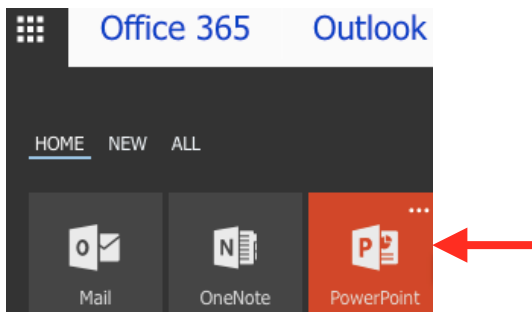 Office 365 Outlook
HOME NEW ALL
Mail OneNote PowerPoint